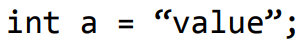 int a = “value”;